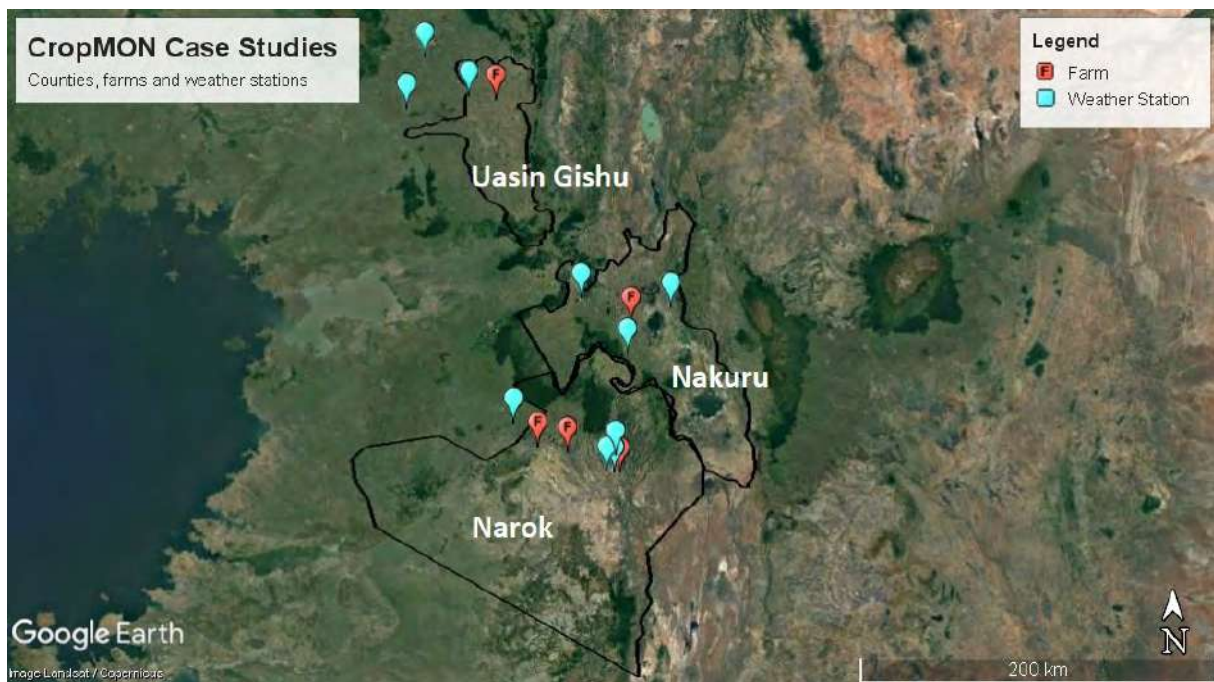 CropMON Case Studies
Counties, farms and weather stations
Legend
F Farm
Weather Station
F
Uasin Gishu
F
Nakuru
F
F
F
Narok
Google Earth
Image Landsat / Copernicus
N
200 km